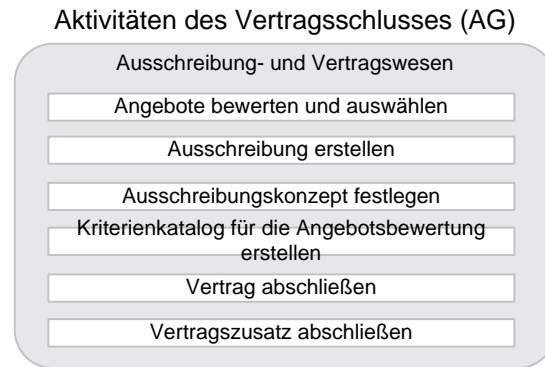 Aktivitäten des Vertragsschlusses (AG)
Ausschreibung- und Vertragswesen
Angebote bewerten und auswählen
Ausschreibung erstellen
Ausschreibungskonzept festlegen
Kriterienkatalog für die Angebotsbewertung
erstellen
Vertrag abschließen
Vertragszusatz abschließen